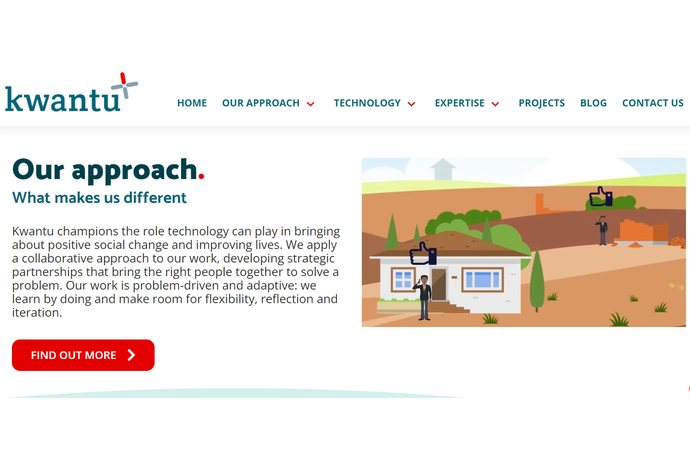 kwantu
HOME OUR APPROACH TECHNOLOGY EXPERTISE PROJECTS BLOG CONTACT US
Our approach.
What makes us different
Kwantu champions the role technology can play in bringing
about positive social change and improving lives. We apply
a collaborative approach to our work, developing strategic
partnerships that bring the right people together to solve a
problem. Our work is problem-driven and adaptive: we
learn by doing and make room for flexibility, reflection and
iteration.
FIND OUT MORE